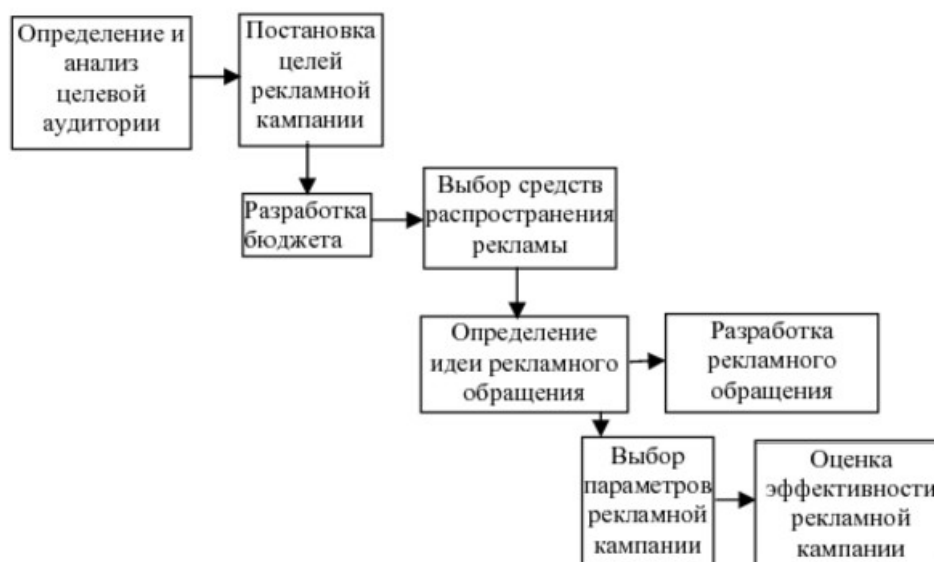 Определение и
анализ
целевой
аудитории
Постановка
целей
рекламной
кампании
Разработка
бюджета
Выбор средств
распространения
рекламы
Определение
идеи рекламного
обращения
Разработка
рекламного
обращения
Выбор
параметров
рекламной
кампании
Оценка
эффективности
рекламной
кампании